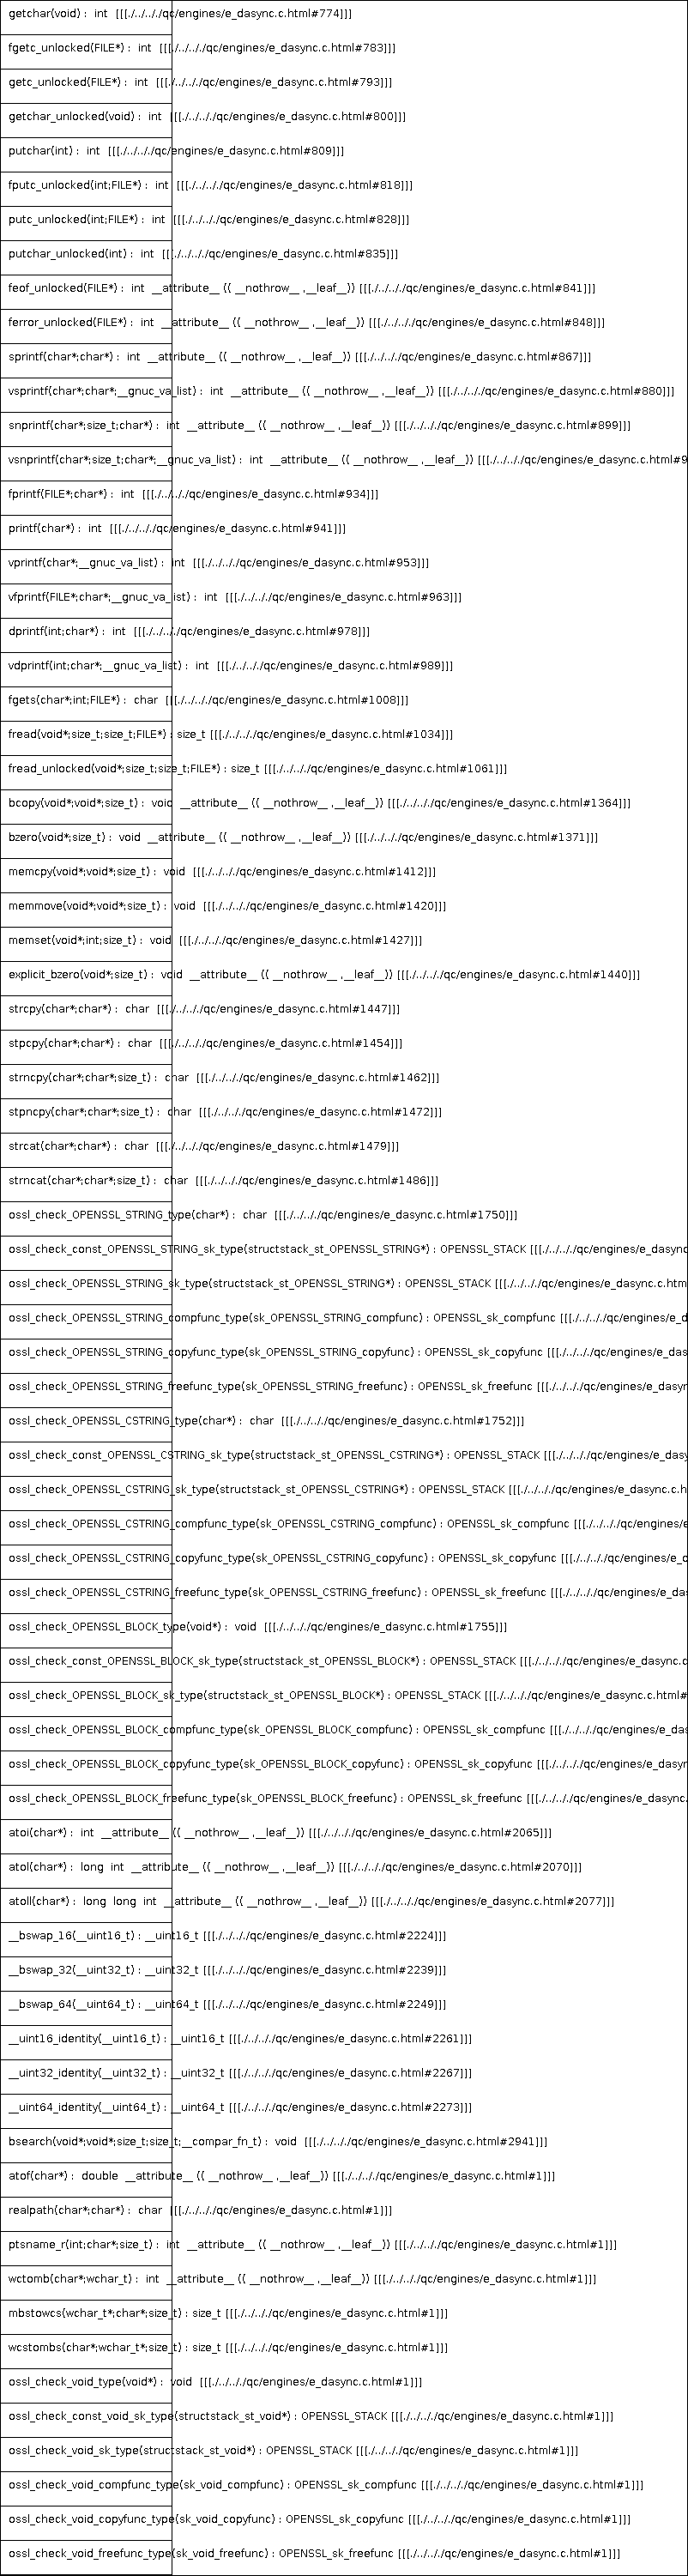 getchar(void) : int [[[./../.././qc/engines/e_dasync.c.html#774]]]
fgetc_unlocked(FILE*) : int [[[./../.././qc/engines/e_dasync.c.html#783]]]
getc_unlocked(FILE*) : int [[[./../.././qc/engines/e_dasync.c.html#793]]]
getchar_unlocked(void) : int [[[./../.././qc/engines/e_dasync.c.html#800]]]
putchar(int) : int [[[./../.././qc/engines/e_dasync.c.html#809]]]
fputc_unlocked(int;FILE*) : int [[[./../.././qc/engines/e_dasync.c.html#818]]]
putc_unlocked(int;FILE*) : int [[[./../.././qc/engines/e_dasync.c.html#828]]]
putchar_unlocked(int) : int [[[./../.././qc/engines/e_dasync.c.html#835]]]
feof_unlocked(FILE*) : int __attribute__ (( __nothrow__ ,__leaf__)) [[[./../.././qc/engines/e_dasync.c.html#841]]]
ferror_unlocked(FILE*) : int __attribute__ (( __nothrow__ ,__leaf__)) [[[./../.././qc/engines/e_dasync.c.html#848]]]
sprintf(char*;char*) : int __attribute__ (( __nothrow__ ,__leaf__)) [[[./../.././qc/engines/e_dasync.c.html#867]]]
vsprintf(char*;char*;__gnuc_va_list) : int __attribute__ (( __nothrow__ ,__leaf__)) [[[./../.././qc/engines/e_dasync.c.html#880]]]
snprintf(char*;size_t;char*) : int __attribute__ (( __nothrow__ ,__leaf__)) [[[./../.././qc/engines/e_dasync.c.html#899]]]
vsnprintf(char*;size_t;char*;__gnuc_va_list) : int __attribute__ (( __nothrow__ ,__leaf__)) [[[./../.././qc/engines/e_dasync.c.html#9
fprintf(FILE*;char*) : int [[[./../.././qc/engines/e_dasync.c.html#934]]]
printf(char*) : int [[[./../.././qc/engines/e_dasync.c.html#941]]]
vprintf(char*;__gnuc_va_list) : int [[[./../.././qc/engines/e_dasync.c.html#953]]]
vfprintf(FILE*;char*;__gnuc_va_list) : int [[[./../.././qc/engines/e_dasync.c.html#963]]]
dprintf(int;char*) : int [[[./../.././qc/engines/e_dasync.c.html#978]]]
vdprintf(int;char*;__gnuc_va_list) : int [[[./../.././qc/engines/e_dasync.c.html#989]]]
fgets(char*;int;FILE*) : char [[[./../.././qc/engines/e_dasync.c.html#1008]]]
fread(void*;size_t;size_t;FILE*) : size_t [[[./../.././qc/engines/e_dasync.c.html#1034]]]
fread_unlocked(void*;size_t;size_t;FILE*) : size_t [[[./../.././qc/engines/e_dasync.c.html#1061]]]
bcopy(void*;void*;size_t) : void __attribute__ (( __nothrow__ ,__leaf__)) [[[./../.././qc/engines/e_dasync.c.html#1364]]]
bzero(void*;size_t) : void __attribute__ (( __nothrow__ ,__leaf__)) [[[./../.././qc/engines/e_dasync.c.html#1371]]]
memcpy(void*;void*;size_t) : void [[[./../.././qc/engines/e_dasync.c.html#1412]]]
memmove(void*;void*;size_t) : void [[[./../.././qc/engines/e_dasync.c.html#1420]]]
memset(void*;int;size_t) : void [[[./../.././qc/engines/e_dasync.c.html#1427]]]
explicit_bzero(void*;size_t) : void __attribute__ (( __nothrow__ ,__leaf__)) [[[./../.././qc/engines/e_dasync.c.html#1440]]]
strcpy(char*;char*) : char [[[./../.././qc/engines/e_dasync.c.html#1447]]]
stpcpy(char*;char*) : char [[[./../.././qc/engines/e_dasync.c.html#1454]]]
strncpy(char*;char*;size_t) : char [[[./../.././qc/engines/e_dasync.c.html#1462]]]
stpncpy(char*;char*;size_t) : char [[[./../.././qc/engines/e_dasync.c.html#1472]]]
strcat(char*;char*) : char [[[./../.././qc/engines/e_dasync.c.html#1479]]]
strncat(char*;char*;size_t) : char [[[./../.././qc/engines/e_dasync.c.html#1486]]]
ossl_check_OPENSSL_STRING_type(char*) : char [[[./../.././qc/engines/e_dasync.c.html#1750]]]
ossl_check_const_OPENSSL_STRING_sk_type(structstack_st_OPENSSL_STRING*) : OPENSSL_STACK [[[./../.././qc/engines/e_dasync
ossl_check_OPENSSL_STRING_sk_type(structstack_st_OPENSSL_STRING*) : OPENSSL_STACK [[[./../.././qc/engines/e_dasync.c.htm
ossl_check_OPENSSL_STRING_compfunc_type(sk_OPENSSL_STRING_compfunc) : OPENSSL_sk_compfunc [[[./../.././qc/engines/e_d
ossl_check_OPENSSL_STRING_copyfunc_type(sk_OPENSSL_STRING_copyfunc) : OPENSSL_sk_copyfunc [[[./../.././qc/engines/e_das
ossl_check_OPENSSL_STRING_freefunc_type(sk_OPENSSL_STRING_freefunc) : OPENSSL_sk_freefunc [[[./../.././qc/engines/e_dasyn
ossl_check_OPENSSL_CSTRING_type(char*) : char [[[./../.././qc/engines/e_dasync.c.html#1752]]]
ossl_check_const_OPENSSL_CSTRING_sk_type(structstack_st_OPENSSL_CSTRING*) : OPENSSL_STACK [[[./../.././qc/engines/e_dasy
ossl_check_OPENSSL_CSTRING_sk_type(structstack_st_OPENSSL_CSTRING*) : OPENSSL_STACK [[[./../.././qc/engines/e_dasync.c.h
ossl_check_OPENSSL_CSTRING_compfunc_type(sk_OPENSSL_CSTRING_compfunc) : OPENSSL_sk_compfunc [[[./../.././qc/engines/e
ossl_check_OPENSSL_CSTRING_copyfunc_type(sk_OPENSSL_CSTRING_copyfunc) : OPENSSL_sk_copyfunc [[[./../.././qc/engines/e_d
ossl_check_OPENSSL_CSTRING_freefunc_type(sk_OPENSSL_CSTRING_freefunc) : OPENSSL_sk_freefunc [[[./../.././qc/engines/e_das
ossl_check_OPENSSL_BLOCK_type(void*) : void [[[./../.././qc/engines/e_dasync.c.html#1755]]]
ossl_check_const_OPENSSL_BLOCK_sk_type(structstack_st_OPENSSL_BLOCK*) : OPENSSL_STACK [[[./../.././qc/engines/e_dasync.c
ossl_check_OPENSSL_BLOCK_sk_type(structstack_st_OPENSSL_BLOCK*) : OPENSSL_STACK [[[./../.././qc/engines/e_dasync.c.html#
ossl_check_OPENSSL_BLOCK_compfunc_type(sk_OPENSSL_BLOCK_compfunc) : OPENSSL_sk_compfunc [[[./../.././qc/engines/e_das
ossl_check_OPENSSL_BLOCK_copyfunc_type(sk_OPENSSL_BLOCK_copyfunc) : OPENSSL_sk_copyfunc [[[./../.././qc/engines/e_dasyn
ossl_check_OPENSSL_BLOCK_freefunc_type(sk_OPENSSL_BLOCK_freefunc) : OPENSSL_sk_freefunc [[[./../.././qc/engines/e_dasync.
atoi(char*) : int __attribute__ (( __nothrow__ ,__leaf__)) [[[./../.././qc/engines/e_dasync.c.html#2065]]]
atol(char*) : long int __attribute__ (( __nothrow__ ,__leaf__)) [[[./../.././qc/engines/e_dasync.c.html#2070]]]
atoll(char*) : long long int __attribute__ (( __nothrow__ ,__leaf__)) [[[./../.././qc/engines/e_dasync.c.html#2077]]]
__bswap_16(__uint16_t) : __uint16_t [[[./../.././qc/engines/e_dasync.c.html#2224]]]
__bswap_32(__uint32_t) : __uint32_t [[[./../.././qc/engines/e_dasync.c.html#2239]]]
__bswap_64(__uint64_t) : __uint64_t [[[./../.././qc/engines/e_dasync.c.html#2249]]]
__uint16_identity(__uint16_t) : __uint16_t [[[./../.././qc/engines/e_dasync.c.html#2261]]]
__uint32_identity(__uint32_t) : __uint32_t [[[./../.././qc/engines/e_dasync.c.html#2267]]]
__uint64_identity(__uint64_t) : __uint64_t [[[./../.././qc/engines/e_dasync.c.html#2273]]]
bsearch(void*;void*;size_t;size_t;__compar_fn_t) : void [[[./../.././qc/engines/e_dasync.c.html#2941]]]
atof(char*) : double __attribute__ (( __nothrow__ ,__leaf__)) [[[./../.././qc/engines/e_dasync.c.html#1]]]
realpath(char*;char*) : char [[[./../.././qc/engines/e_dasync.c.html#1]]]
ptsname_r(int;char*;size_t) : int __attribute__ (( __nothrow__ ,__leaf__)) [[[./../.././qc/engines/e_dasync.c.html#1]]]
wctomb(char*;wchar_t) : int __attribute__ (( __nothrow__ ,__leaf__)) [[[./../.././qc/engines/e_dasync.c.html#1]]]
mbstowcs(wchar_t*;char*;size_t) : size_t [[[./../.././qc/engines/e_dasync.c.html#1]]]
wcstombs(char*;wchar_t*;size_t) : size_t [[[./../.././qc/engines/e_dasync.c.html#1]]]
ossl_check_void_type(void*) : void [[[./../.././qc/engines/e_dasync.c.html#1]]]
ossl_check_const_void_sk_type(structstack_st_void*) : OPENSSL_STACK [[[./../.././qc/engines/e_dasync.c.html#1]]]
ossl_check_void_sk_type(structstack_st_void*) : OPENSSL_STACK [[[./../.././qc/engines/e_dasync.c.html#1]]]
ossl_check_void_compfunc_type(sk_void_compfunc) : OPENSSL_sk_compfunc [[[./../.././qc/engines/e_dasync.c.html#1]]]
ossl_check_void_copyfunc_type(sk_void_copyfunc) : OPENSSL_sk_copyfunc [[[./../.././qc/engines/e_dasync.c.html#1]]]
ossl_check_void_freefunc_type(sk_void_freefunc) : OPENSSL_sk_freefunc [[[./../.././qc/engines/e_dasync.c.html#1]]]